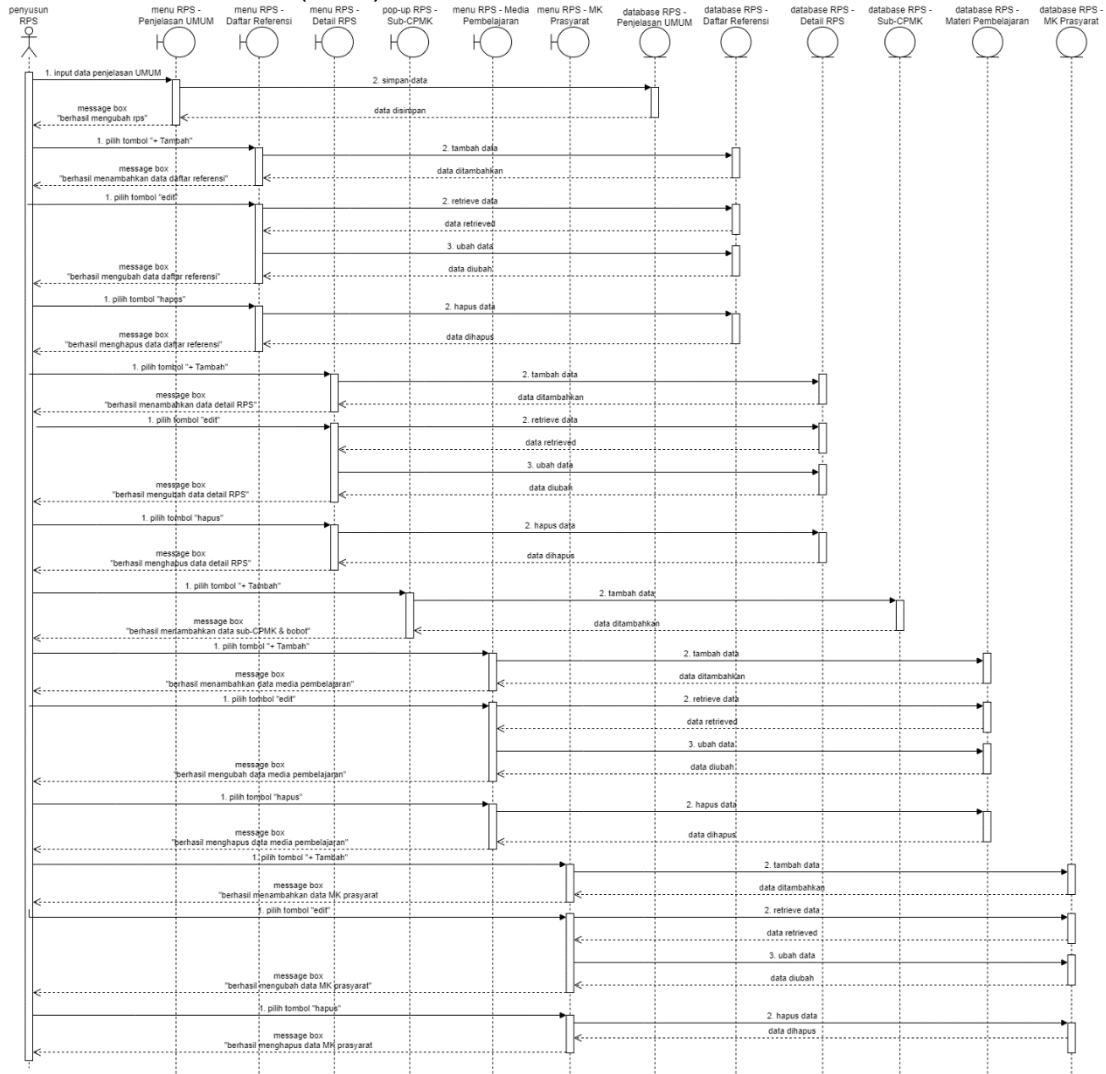 penyusun
RPS
menu RPS -
Penjelasan UMUM
menu RPS -
Daftar Referensi
menu RPS -
Detail RPS
pop-up RPS -
Sub-CPMK
menu RPS - Media
Pembelajaran
menu RPS - MK
Prasyarat
database RPS -
Penjelasan UMUM
database RPS -
Daftar Referensi
database RPS -
Detail RPS
database RPS -
Sub-CPMK
database RPS -
Materi Pembelajaran
database RPS -
MK Prasyarat
1. input data penjelasan UMUM
2. simpan data
data disimpan
message box
"berhasil mengubah rps"
1. pilih tombol "+ Tambah"
2. tambah data
data ditambahkan
message box
"berhasil menambahkan data daftar referensi"
1. pilih tombol "edit"
2. retrieve data
data retrieved
3. ubah data
data diubah
message box
"berhasil mengubah data daftar referensi"
1. pilih tombol "hapus"
2. hapus data
data dihapus
message box
"berhasil menghapus data daftar referensi"
1. pilih tombol "+ Tambah"
2. tambah data
data ditambahkan
message box
"berhasil menambahkan data detail RPS"
1. pilih tombol "edit"
2. retrieve data
data retrieved
3. ubah data
data diubah
message box
"berhasil mengubah data detail RPS"
1. pilih tombol "hapus"
2. hapus data
data dihapus
message box
"berhasil menghapus data detail RPS"
1. pilih tombol "+ Tambah"
2. tambah data
data ditambahkan
message box
"berhasil menambahkan data sub-CPMK & bobot"
1. pilih tombol "+ Tambah"
2. tambah data
data ditambahkan
message box
"berhasil menambahkan data media pembelajaran"
1. pilih tombol "edit"
2. retrieve data
data retrieved
3. ubah data
data diubah
message box
"berhasil mengubah data media pembelajaran"
1. pilih tombol "hapus"
2. hapus data
data dihapus
message box
"berhasil menghapus data media pembelajaran"
1. pilih tombol "+ Tambah"
2. tambah data
data ditambahkan
message box
"berhasil menambahkan data MK prasyarat
1. pilih tombol "edit"
2. retrieve data
data retrieved
3. ubah data
data diubah
message box
"berhasil mengubah data MK prasyarat"
1. pilih tombol "hapus"
2. hapus data
data dihapus
message box
"berhasil menghapus data MK prasyarat